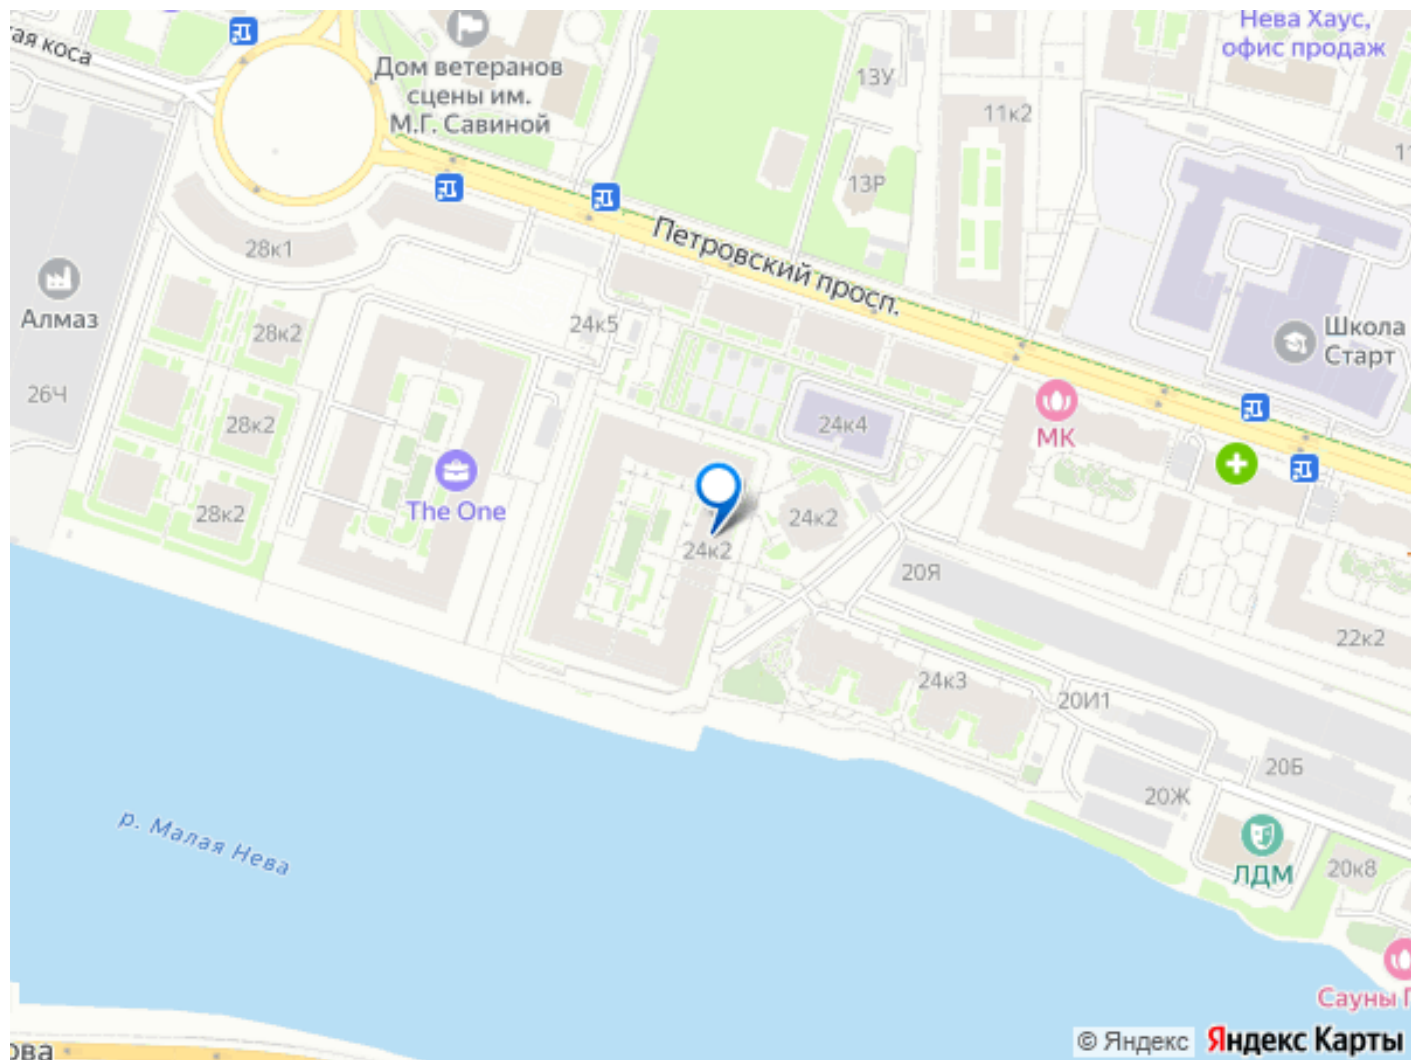 Нева Хаус,
офис продаж
ая коса
Дом ветеранов
сцены им.
М.Г. Савиной
13У
11к2
11
13Р
Петровский просп.
28к1
Алмаз
24к5
28к2
Школа
Старт
26Ч
28к2
24к4
МК
The One
28к2
24к2
24к2
20Я
22к2
24к3
20И1
20Б
20Ж
р. Малая Нева
ЛДМ
20к8
Сауны
ова
© Яндекс Яндекс Карты